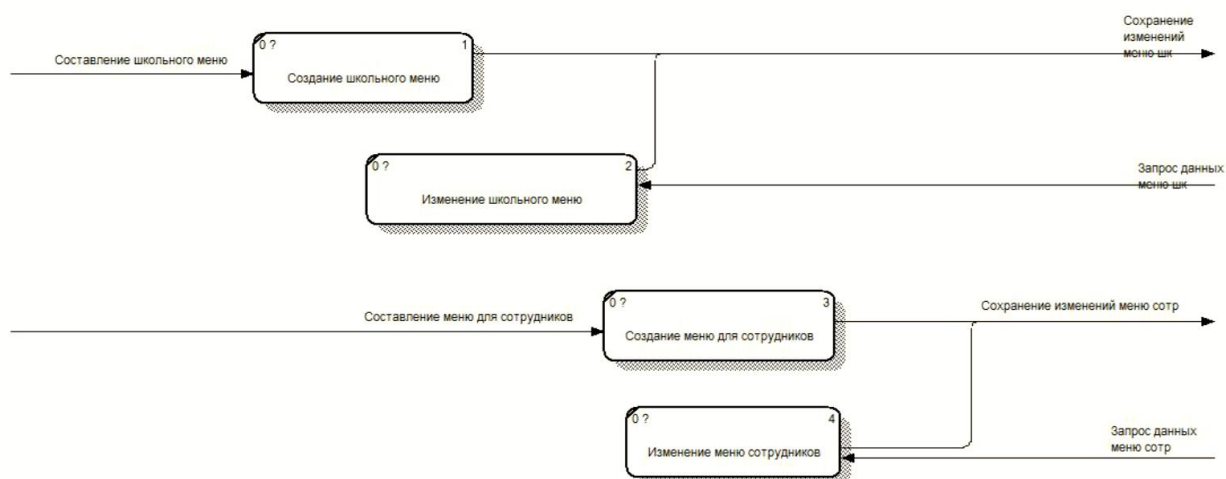 Составление школьного меню
0 ?
1
Создание школьного меню
Сохранение
изменений
меню шк
0 ?
2
Изменение школьного меню
Запрос данных
меню шк
Составление меню для сотрудников
0 ?
3
Создание меню для сотрудников
Сохранение изменений меню сотр
0 ?
4
Изменение меню сотрудников
Запрос данных
меню сотр